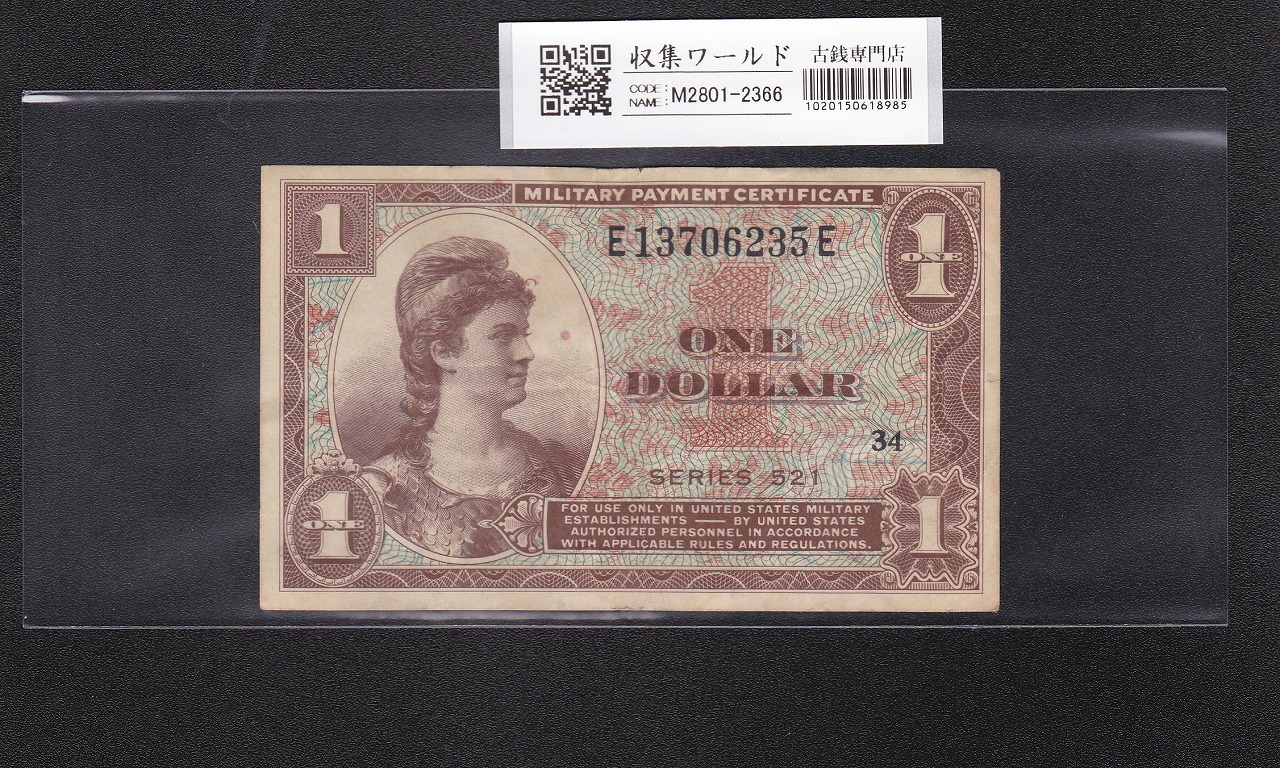 収集ワールド 古銭専門店
CODE:
NAME: M2801-2366
1020150618985
MILITARY PAYMENT CERTIFICATE
1
E13706235E
1
ONE
1
ONE
DOLLAR
34
SERIES 521
1
ONE
FOR USE ONLY IN UNITED STATES MILITARY
ESTABLISHMENTS — BY UNITED STATES
AUTHORIZED PERSONNEL IN ACCORDANCE
WITH APPLICABLE RULES AND REGULATIONS.
1